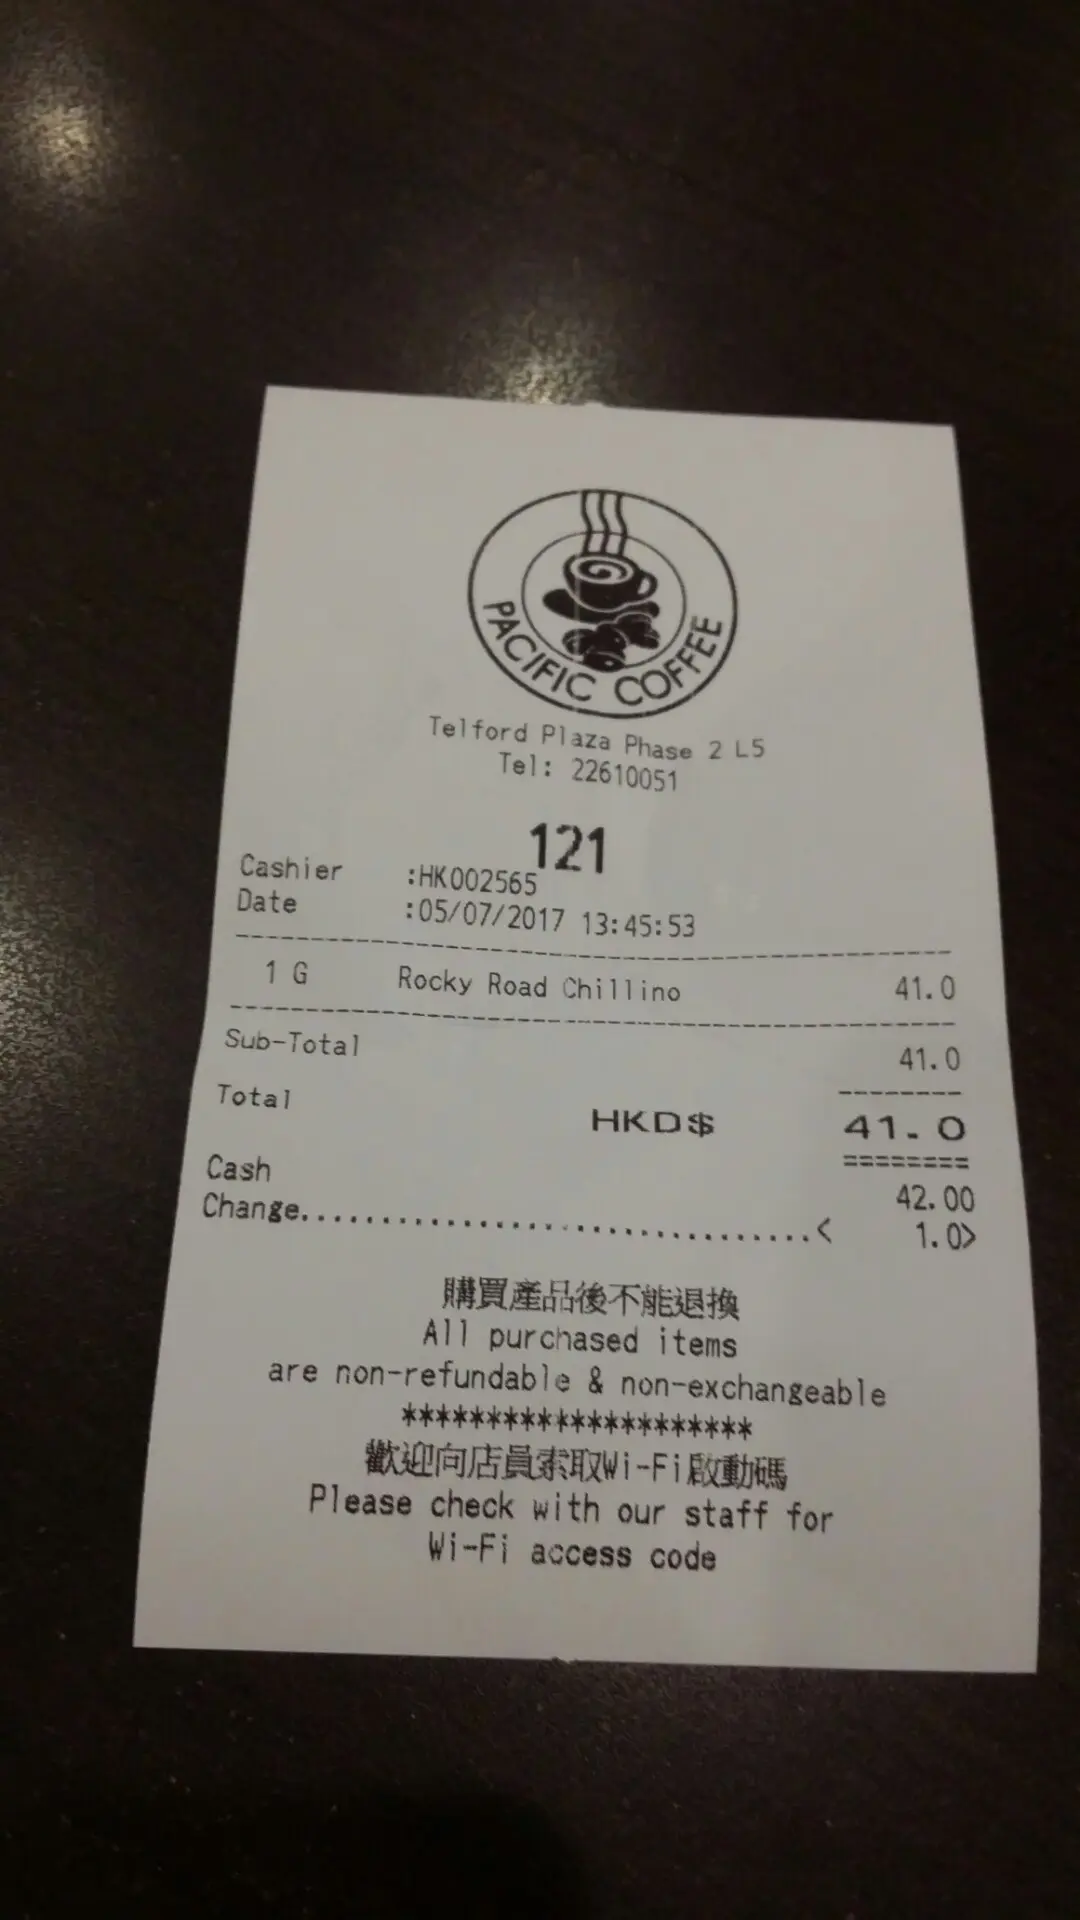 PACIFIC COFFEE
Telford Plaza Phase 2 L5
Tel: 22610051
121
Cashier :HK002565
Date :05/07/2017 13:45:53
1 G Rocky Road Chillino 41.0
Sub-Total 41.0
Total HKD$ 41.0
========
Cash 42.00
Change................................< 1.0>
購買產品後不能退換
All purchased items
are non-refundable & non-exchangeable
*********************
歡迎向店員索取Wi-Fi啟動碼
Please check with our staff for
Wi-Fi access code